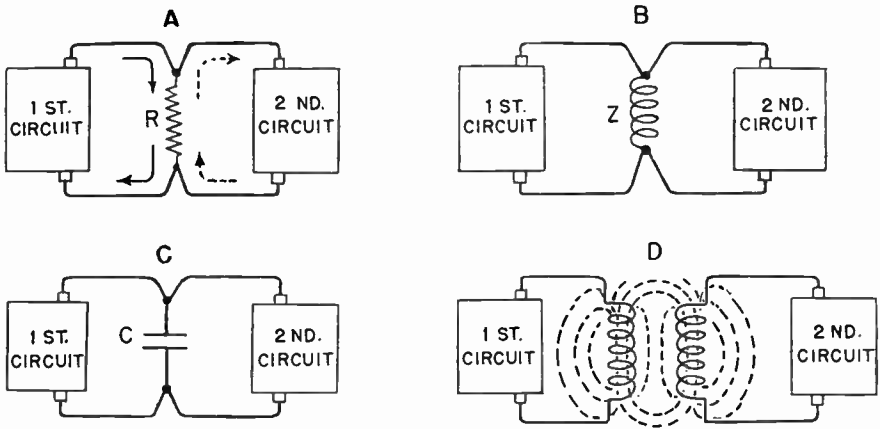 A
1 ST.
CIRCUIT
R
2 ND.
CIRCUIT
B
1 ST.
CIRCUIT
Z
2 ND.
CIRCUIT
C
1 ST.
CIRCUIT
C
2 ND.
CIRCUIT
D
1 ST.
CIRCUIT
2 ND.
CIRCUIT